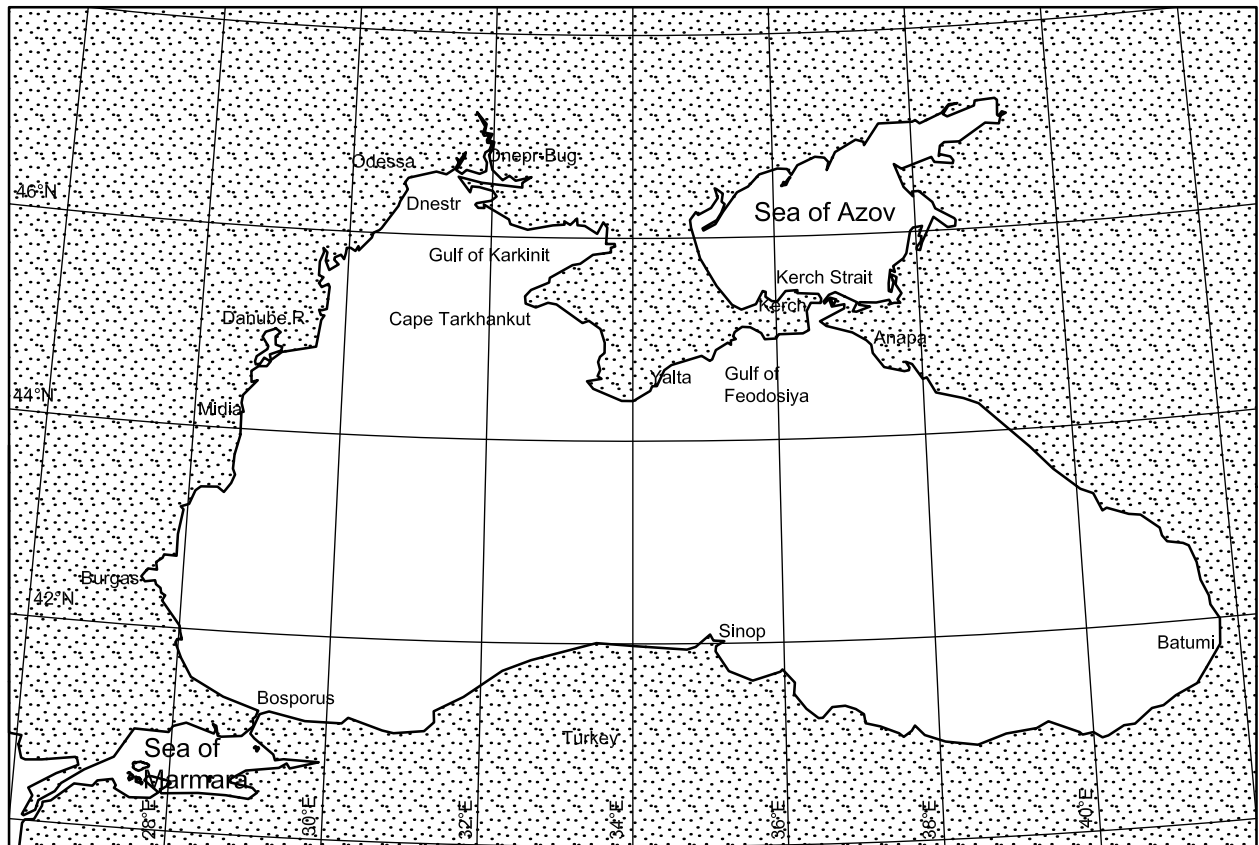 Odessa
Dnepr-Bug
46°N
Dnestr
Sea of Azov
Gulf of Karkinit
Kerch Strait
Kerch
Danube R.
Cape Tarkhankut
Anapa
Yalta
Gulf of
Feodosiya
44°N
Midia
Burgas
42°N
Sinop
Batumi
Bosporus
Turkey
Sea of
Marmara
28°E
30°E
32°E
34°E
36°E
38°E
40°E